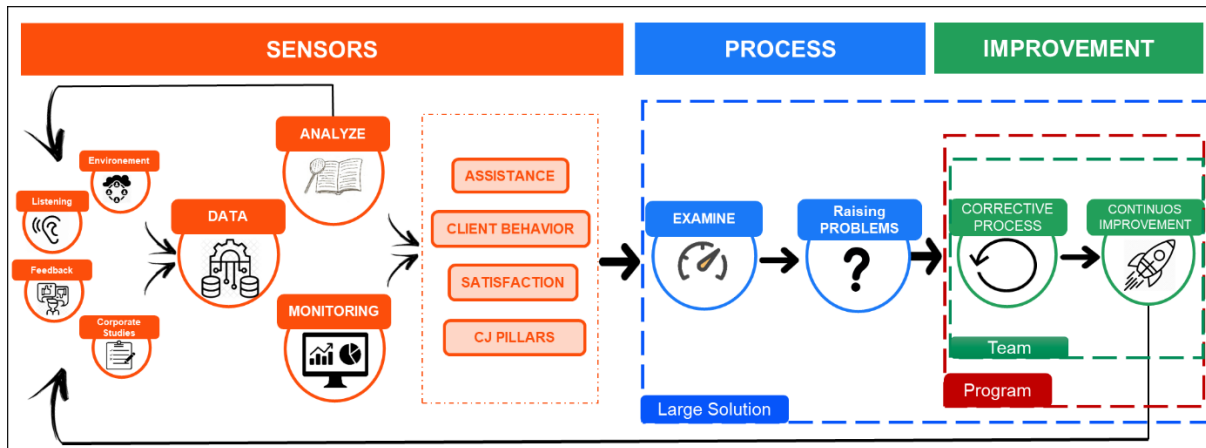 SENSORS
PROCESS
IMPROVEMENT
ANALYZE
Environement
Listening
Feedback
Corporate
Studies
DATA
MONITORING
ASSISTANCE
CLIENT BEHAVIOR
SATISFACTION
CJ PILLARS
EXAMINE
Raising
PROBLEMS
?
CORRECTIVE
PROCESS
CONTINUOS
IMPROVEMENT
Team
Program
Large Solution